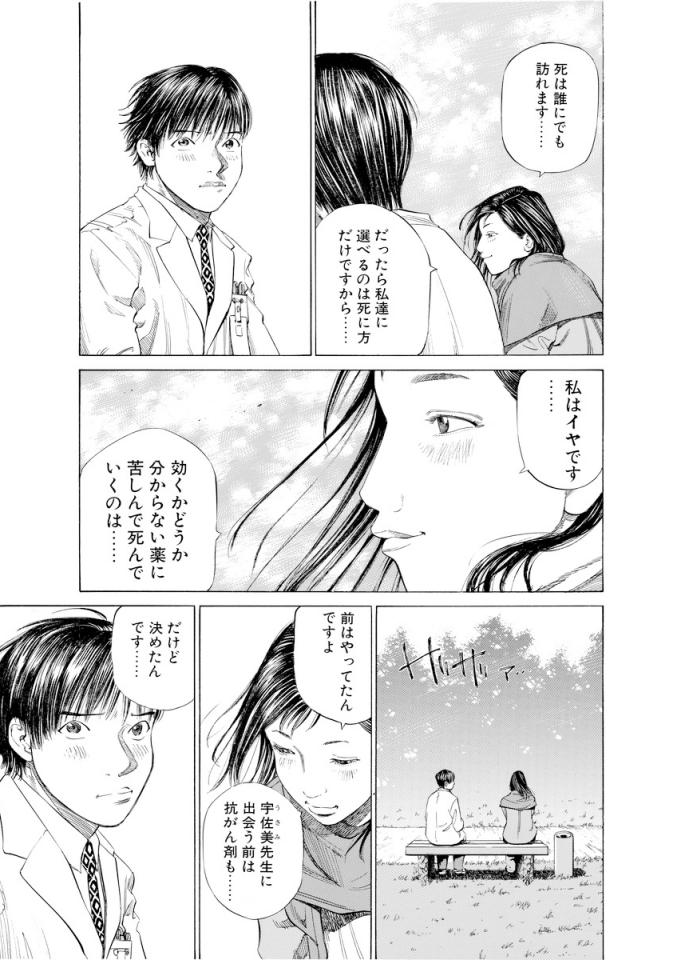 死は誰にでも
訪れます……
だったら私達に
選べるのは死に方
だけですから……
私はイヤです
……
効くかどうか
分からない薬に
苦しんで死んで
いくのは……
ザザザァ…
前はやってたん
ですよ
宇佐美先生に
うさみ
出会う前は
抗がん剤も……
だけど
決めたん
です……